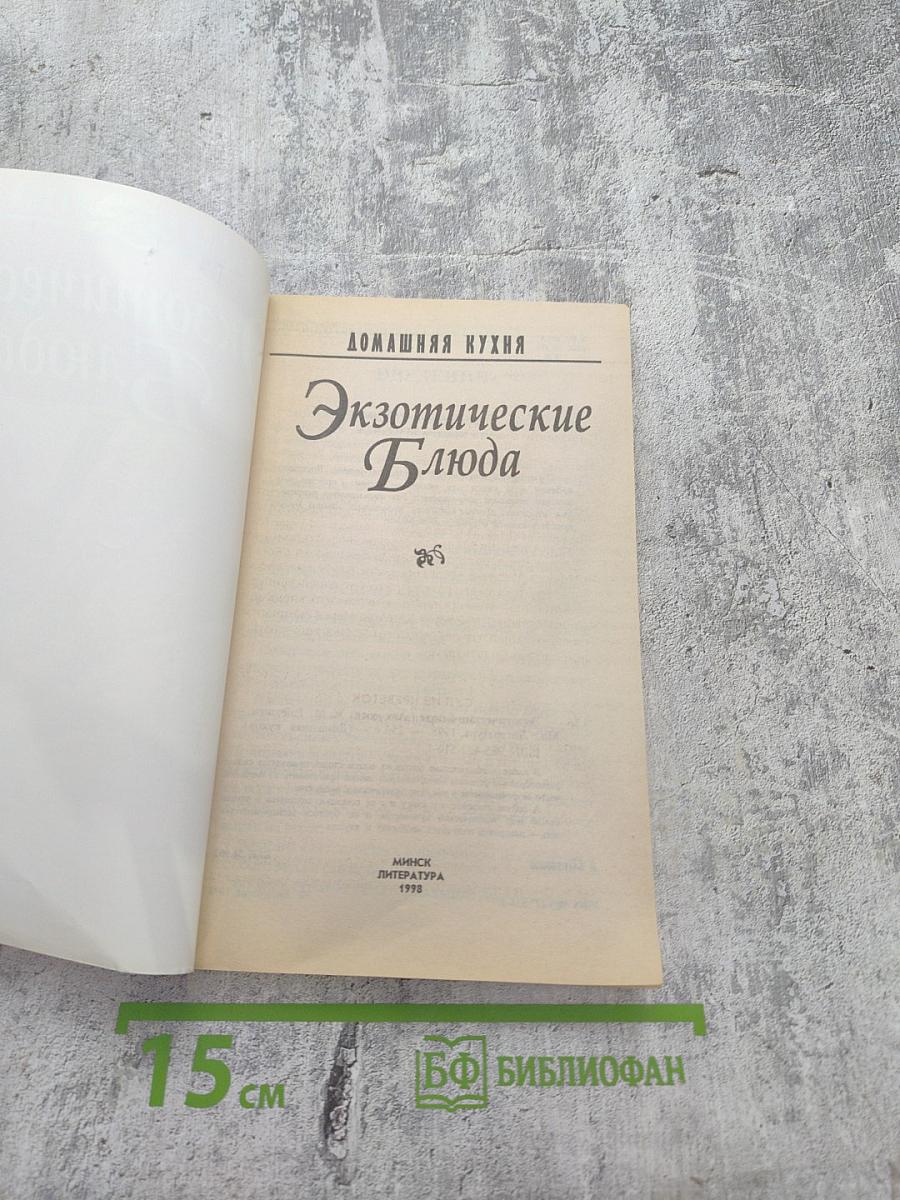 ДОМАШНЯЯ КУХНЯ
Экзотические
Блюда
МИНСК
ЛИТЕРАТУРА
1998
15 см
БФ БИБЛИОФАН